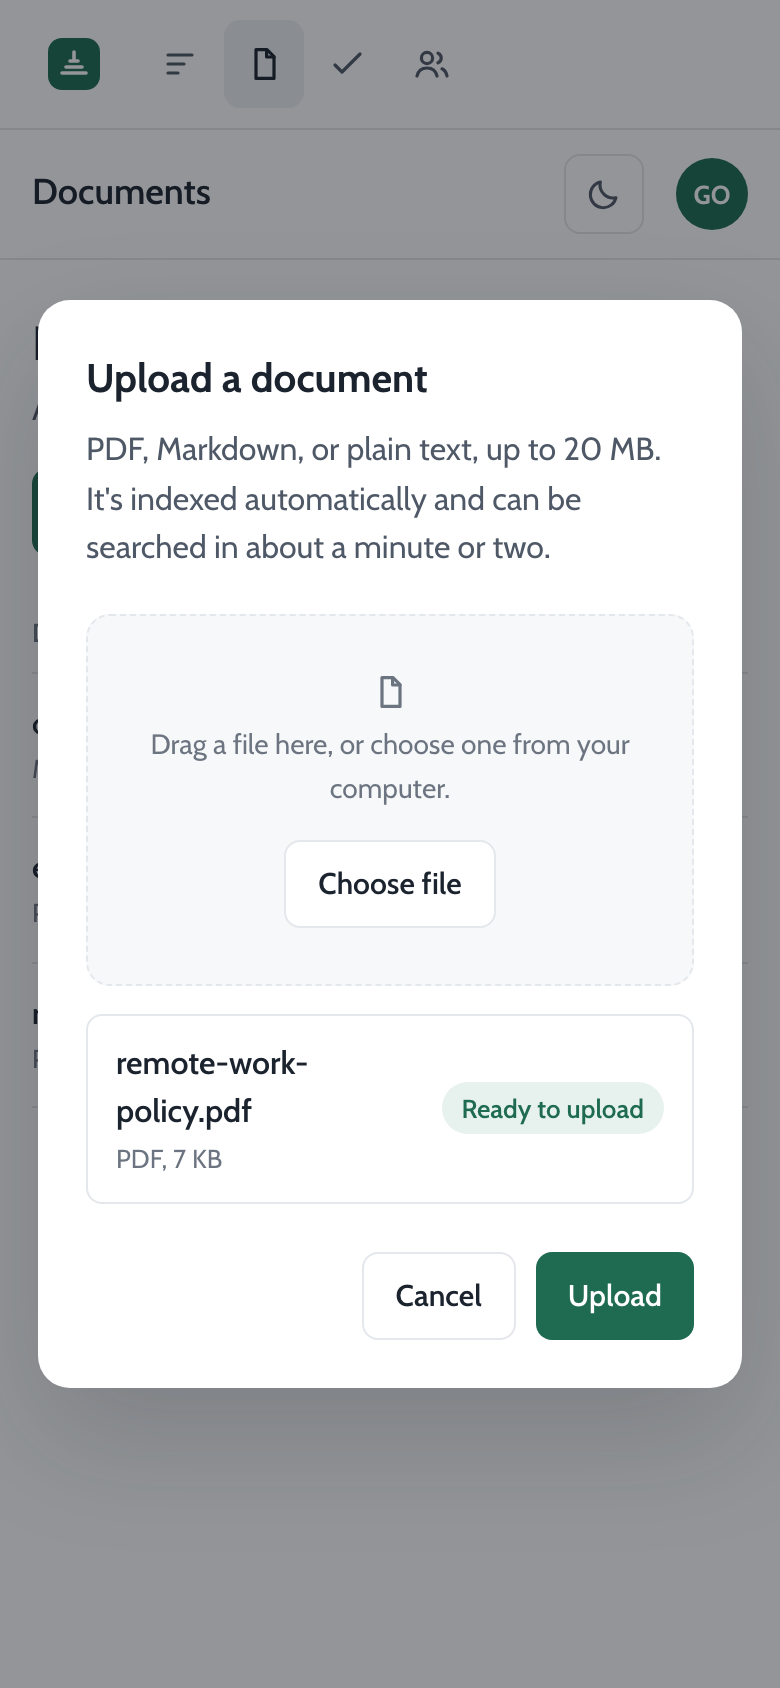 Documents
GO
Upload a document
PDF, Markdown, or plain text, up to 20 MB.
It's indexed automatically and can be
searched in about a minute or two.
Drag a file here, or choose one from your
computer.
Choose file
remote-work-
policy.pdf
PDF, 7 KB
Ready to upload
Cancel
Upload